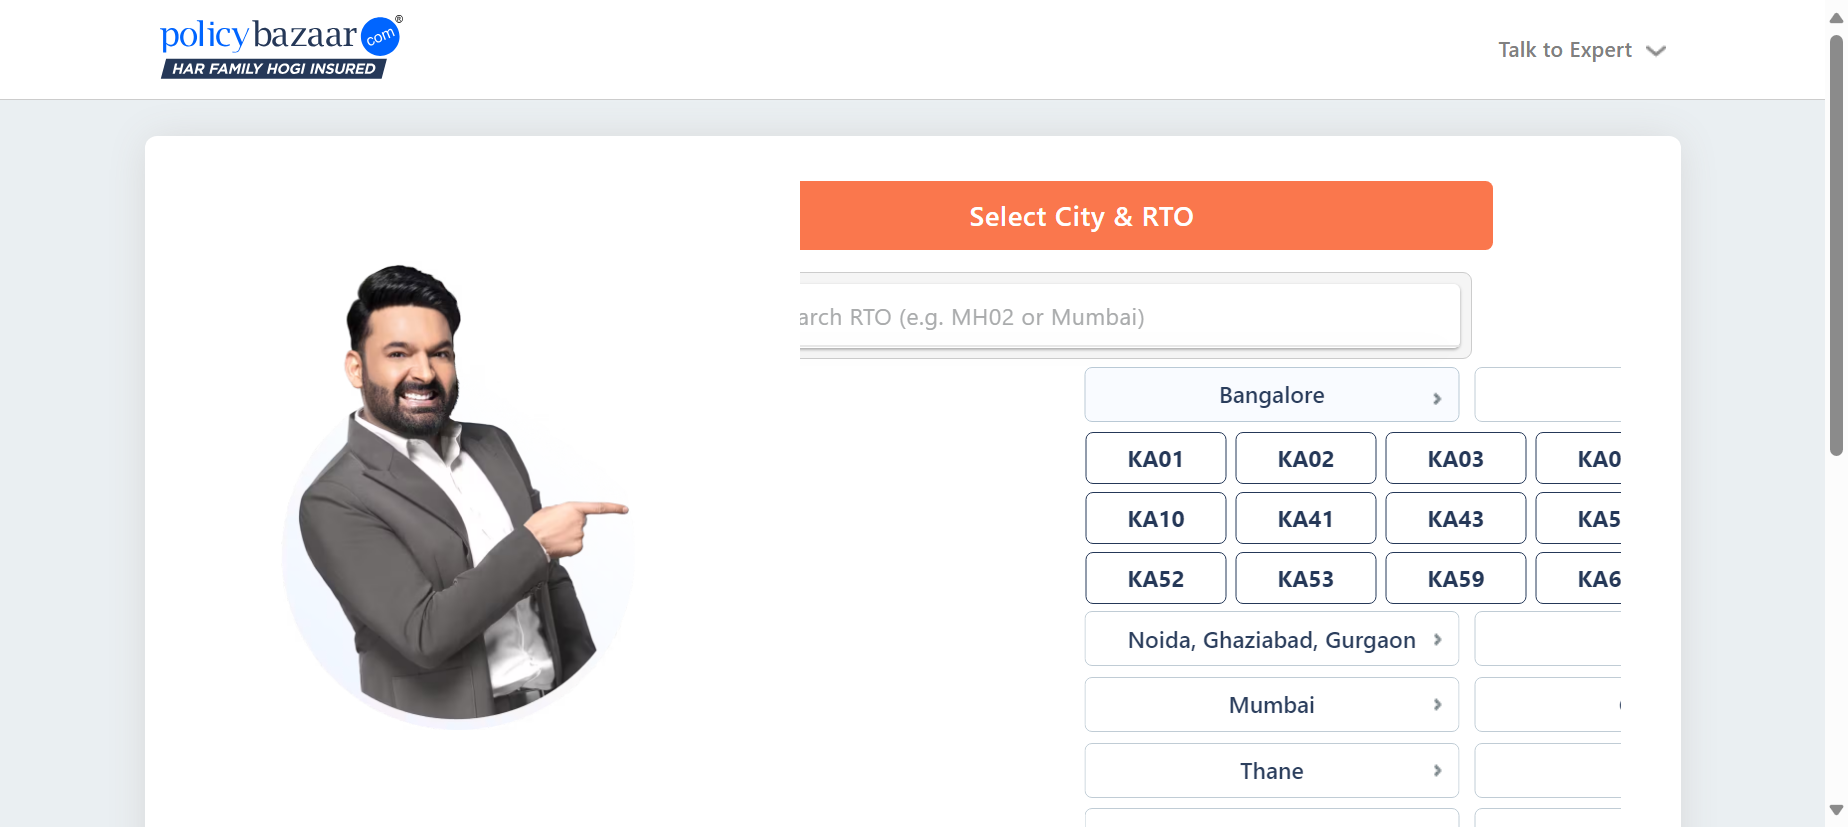 policybazaar com ®
HAR FAMILY HOGI INSURED
Talk to Expert
Select City & RTO
arch RTO (e.g. MH02 or Mumbai)
Bangalore
KA01 KA02 KA03 KA0
KA10 KA41 KA43 KA5
KA52 KA53 KA59 KA6
Noida, Ghaziabad, Gurgaon
Mumbai
Thane